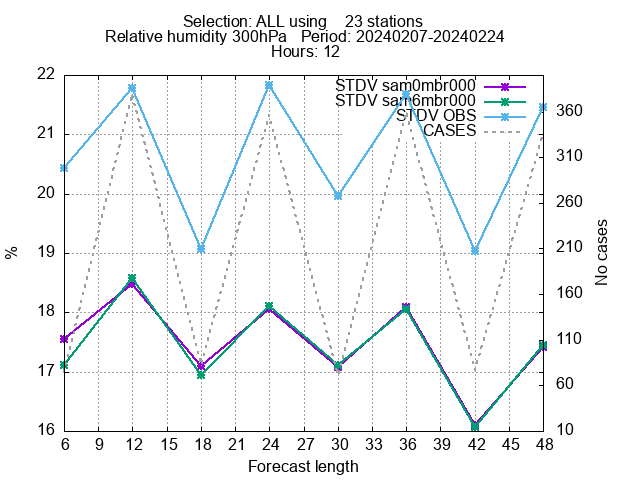 Selection: ALL using 23 stations
Relative humidity 300hPa Period: 20240207-20240224
Hours: 12
STDV sam0mbr000
STDV sam6mbr000
STDV OBS
CASES
22
21
20
19
18
17
16
%
360
310
260
210
160
110
60
10
No cases
6 9 12 15 18 21 24 27 30 33 36 39 42 45 48
Forecast length